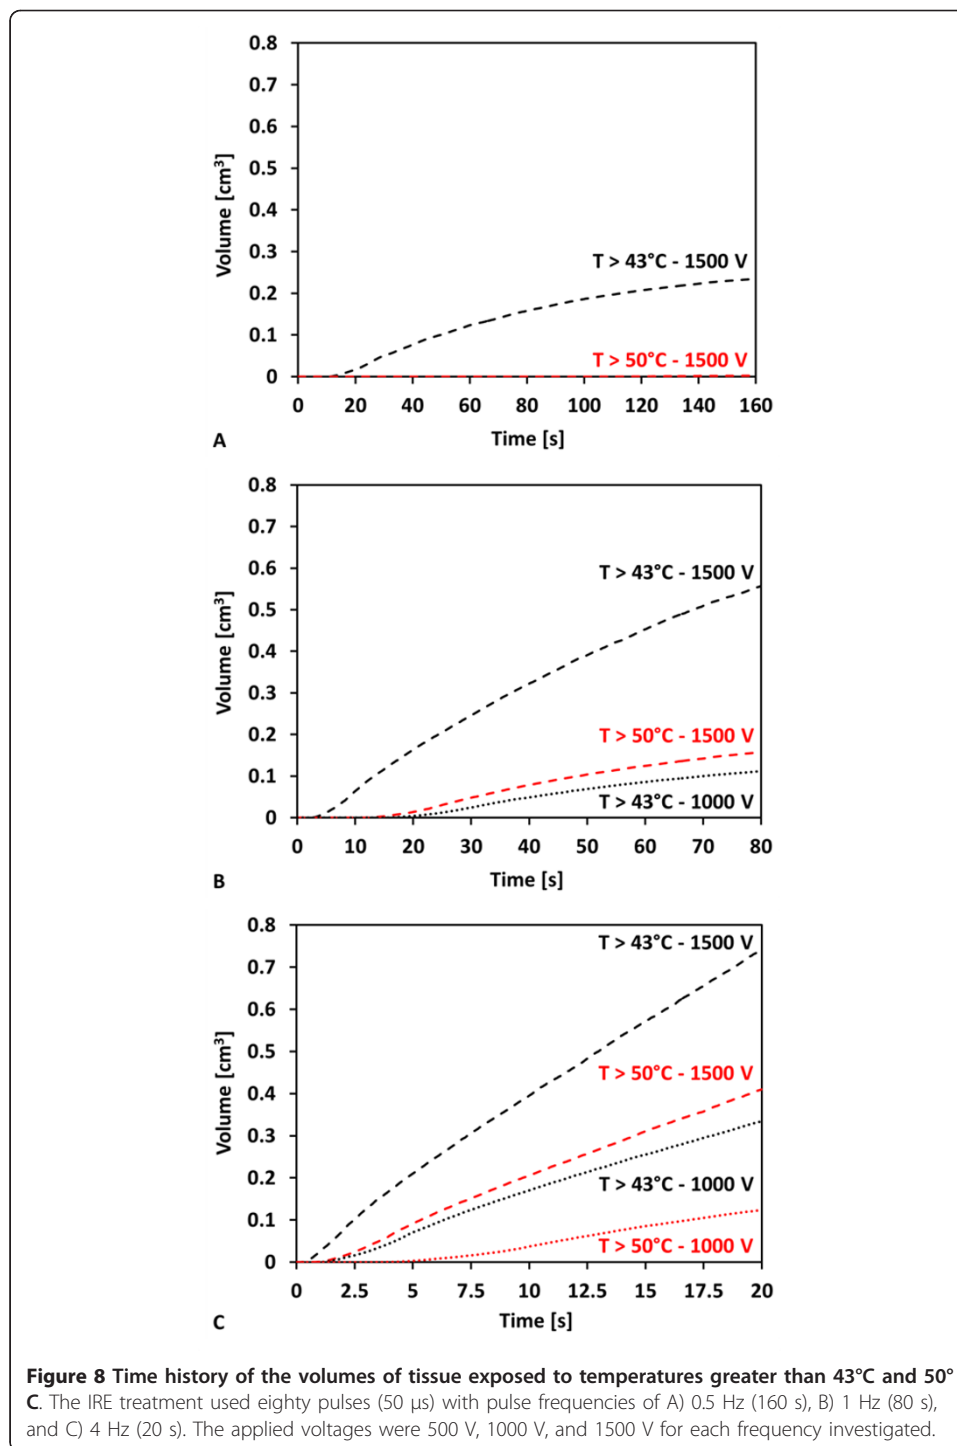 0.8
0.7
0.6
0.5
0.4
0.3
0.2
0.1
0
Volume [cm³]
T > 43°C - 1500 V
T > 50°C - 1500 V
0 20 40 60 80 100 120 140 160
Time [s]
A
0.8
0.7
0.6
0.5
0.4
0.3
0.2
0.1
0
Volume [cm³]
T > 43°C - 1500 V
T > 50°C - 1500 V
T > 43°C - 1000 V
0 10 20 30 40 50 60 70 80
Time [s]
B
0.8
0.7
0.6
0.5
0.4
0.3
0.2
0.1
0
Volume [cm³]
T > 43°C - 1500 V
T > 50°C - 1500 V
T > 43°C - 1000 V
T > 50°C - 1000 V
0 2.5 5 7.5 10 12.5 15 17.5 20
Time [s]
C
Figure 8 Time history of the volumes of tissue exposed to temperatures greater than 43°C and 50°
C. The IRE treatment used eighty pulses (50 μs) with pulse frequencies of A) 0.5 Hz (160 s), B) 1 Hz (80 s),
and C) 4 Hz (20 s). The applied voltages were 500 V, 1000 V, and 1500 V for each frequency investigated.